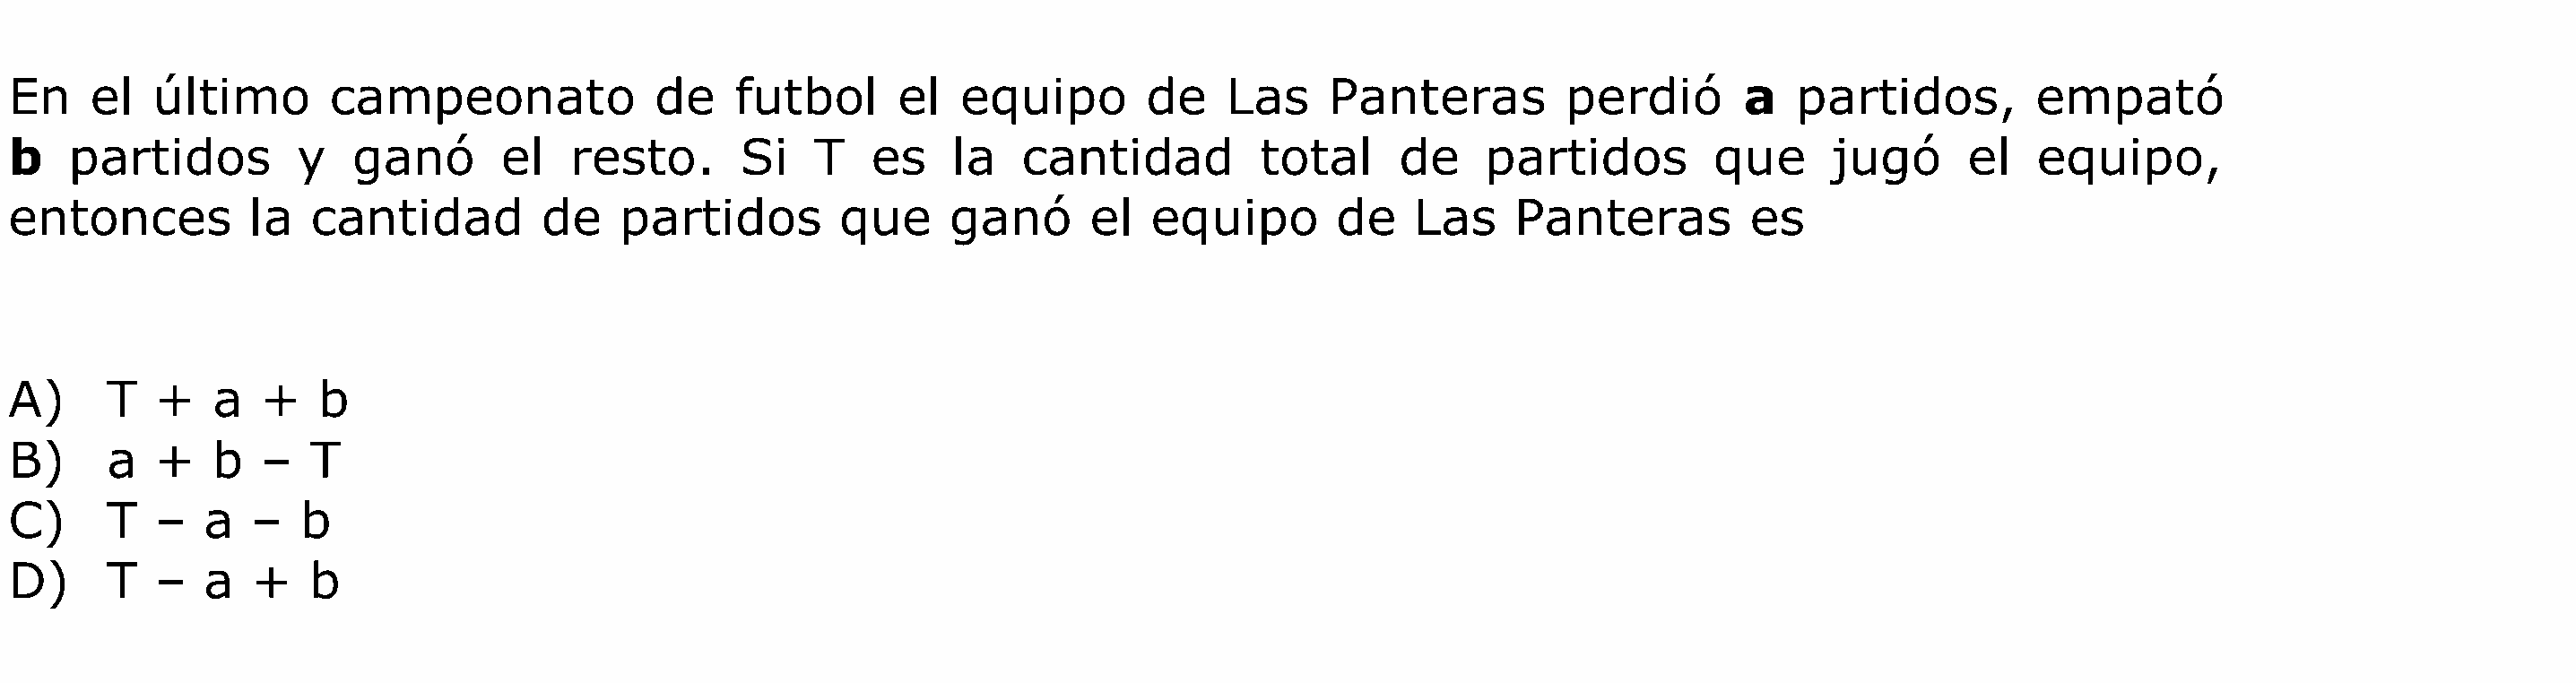 En el último campeonato de futbol el equipo de Las Panteras perdió a partidos, empató
b partidos y ganó el resto. Si T es la cantidad total de partidos que jugó el equipo,
entonces la cantidad de partidos que ganó el equipo de Las Panteras es
A) T + a + b
B) a + b – T
C) T – a – b
D) T – a + b